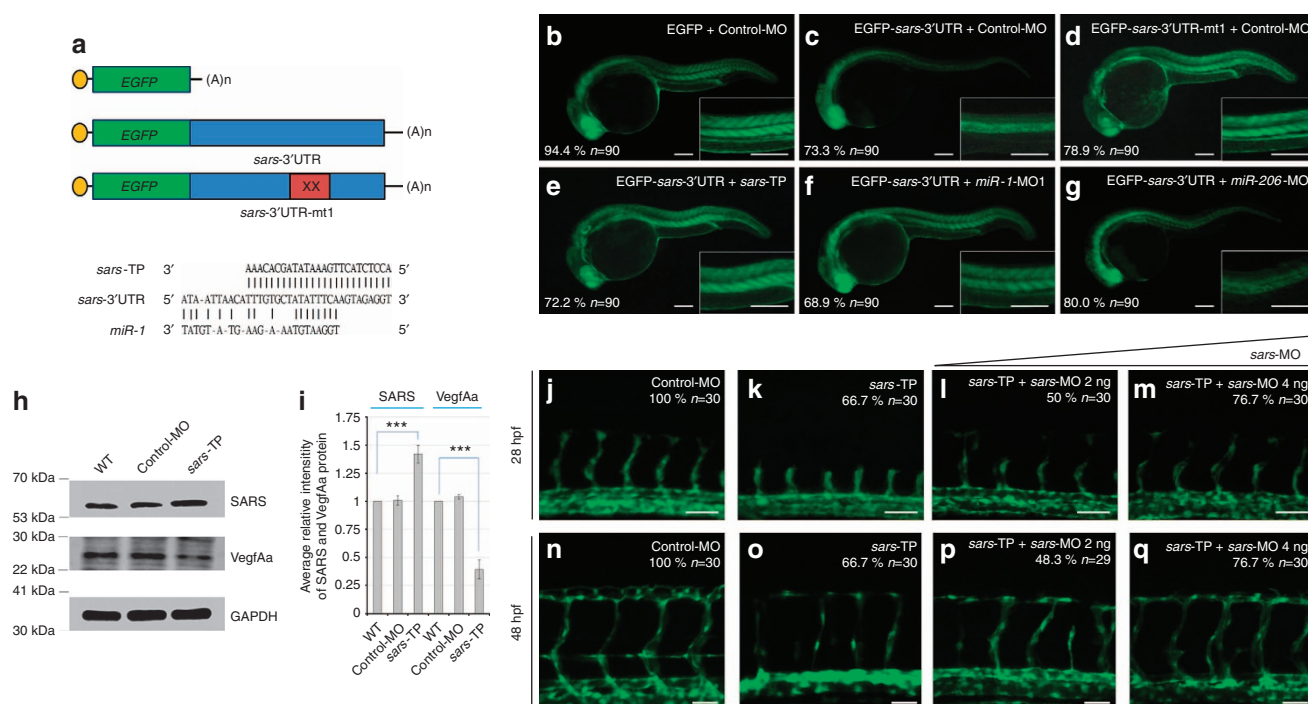 a
EGFP (A)n
EGFP (A)n
sars-3′UTR
EGFP XX (A)n
sars-3′UTR-mt1
sars-TP 3′ AAACACGATATAAAGTTCATCTCCA 5′
sars-3′UTR 5′ ATA-ATTAACATTTGTGCTATATTTCAAGTAGAGGT 3′
miR-1 3′ TATGT-A-TG-AAG-A-AATGTAAGGT 5′
b EGFP + Control-MO
94.4 % n=90
c EGFP-sars-3′UTR + Control-MO
73.3 % n=90
d EGFP-sars-3′UTR-mt1 + Control-MO
78.9 % n=90
e EGFP-sars-3′UTR + sars-TP
72.2 % n=90
f EGFP-sars-3′UTR + miR-1-MO1
68.9 % n=90
g EGFP-sars-3′UTR + miR-206-MO
80.0 % n=90
h
WT Control-MO sars-TP
70 kDa
SARS
53 kDa
30 kDa
VegfAa
22 kDa
41 kDa
GAPDH
30 kDa
i
SARS VegfAa
Average relative intensitity
of SARS and VegfAa protein
1.75
1.5
1.25
1
0.75
0.5
0.25
0
*** ***
WT Control-MO sars-TP WT Control-MO sars-TP
sars-MO
28 hpf
j Control-MO
100 % n=30
k sars-TP
66.7 % n=30
l sars-TP + sars-MO 2 ng
50 % n=30
m sars-TP + sars-MO 4 ng
76.7 % n=30
48 hpf
n Control-MO
100 % n=30
o sars-TP
66.7 % n=30
p sars-TP + sars-MO 2 ng
48.3 % n=29
q sars-TP + sars-MO 4 ng
76.7 % n=30